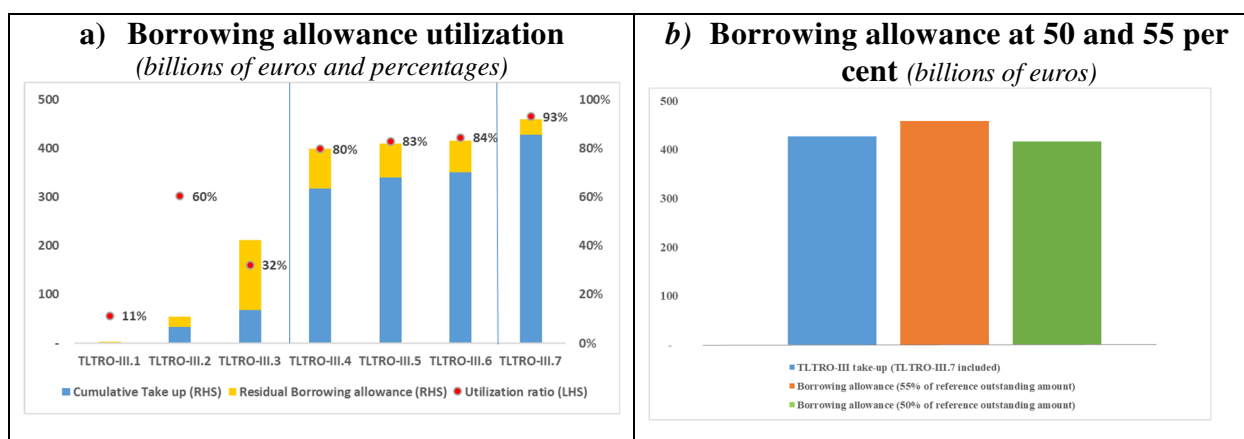 a) Borrowing allowance utilization
(billions of euros and percentages)
500
400
300
200
100
-
100%
80%
60%
40%
20%
0%
11%
60%
32%
80%
83%
84%
93%
TLTRO-III.1 TLTRO-III.2 TLTRO-III.3 TLTRO-III.4 TLTRO-III.5 TLTRO-III.6 TLTRO-III.7
Cumulative Take up (RHS) Residual Borrowing allowance (RHS) Utilization ratio (LHS)
b) Borrowing allowance at 50 and 55 per
cent (billions of euros)
500
400
300
200
100
-
TLTRO-III take-up (TLTRO-III.7 included)
Borrowing allowance (55% of reference outstanding amount)
Borrowing allowance (50% of reference outstanding amount)